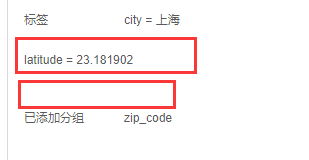 标签 city = 上海
latitude = 23.181902
已添加分组 zip_code